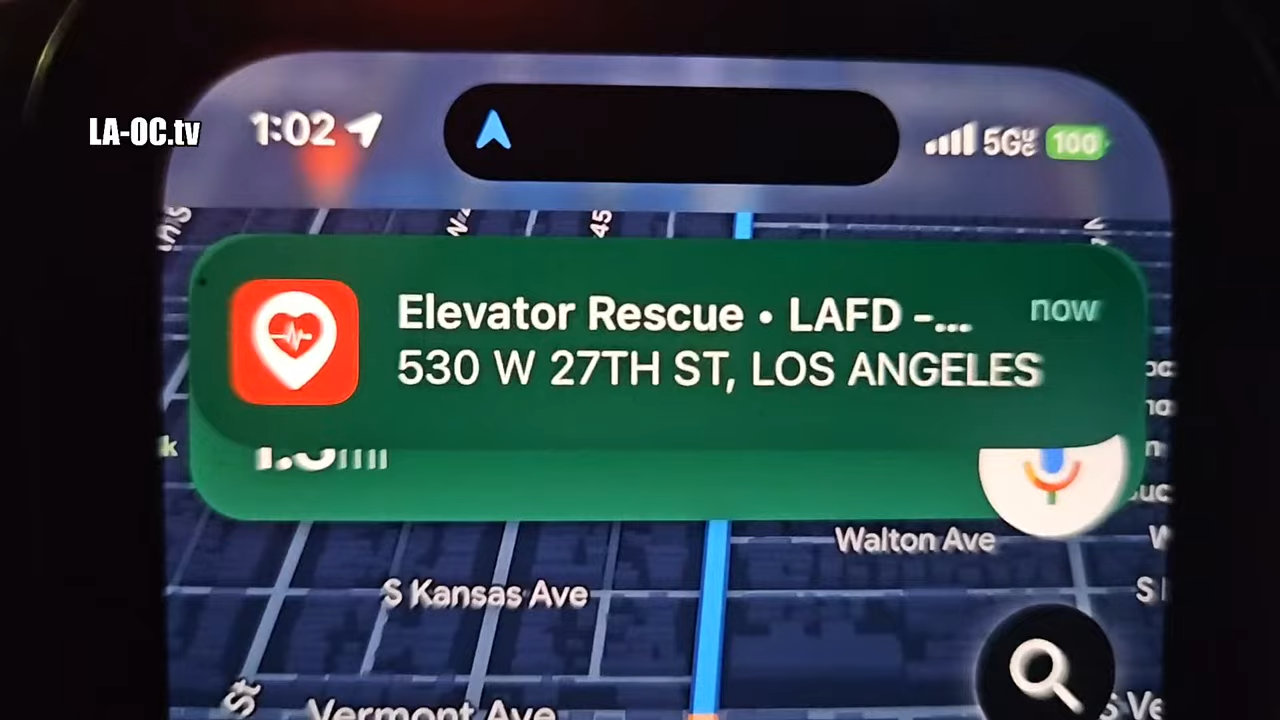 LA-OC.tv
1:02
5G
100
45
Elevator Rescue • LAFD -...
now
530 W 27TH ST, LOS ANGELES
Walton Ave
S Kansas Ave
St
Vermont Ave